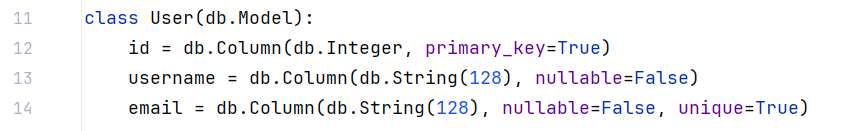 11 class User(db.Model):
12     id = db.Column(db.Integer, primary_key=True)
13     username = db.Column(db.String(128), nullable=False)
14     email = db.Column(db.String(128), nullable=False, unique=True)